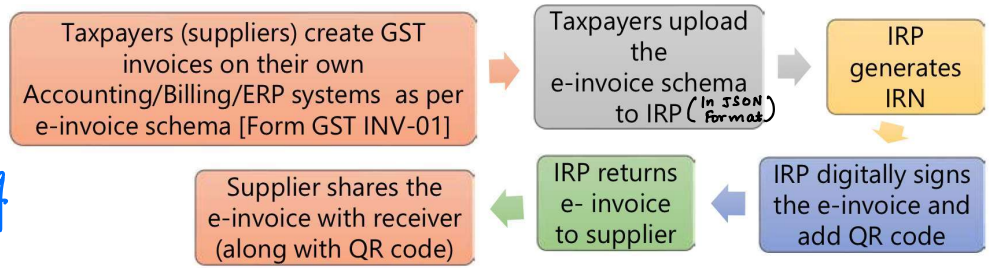 Taxpayers (suppliers) create GST
invoices on their own
Accounting/Billing/ERP systems as per
e-invoice schema [Form GST INV-01]
Taxpayers upload
the
e-invoice schema
to IRP (In JSON
Format)
IRP
generates
IRN
IRP digitally signs
the e-invoice and
add QR code
IRP returns
e- invoice
to supplier
Supplier shares the
e-invoice with receiver
(along with QR code)